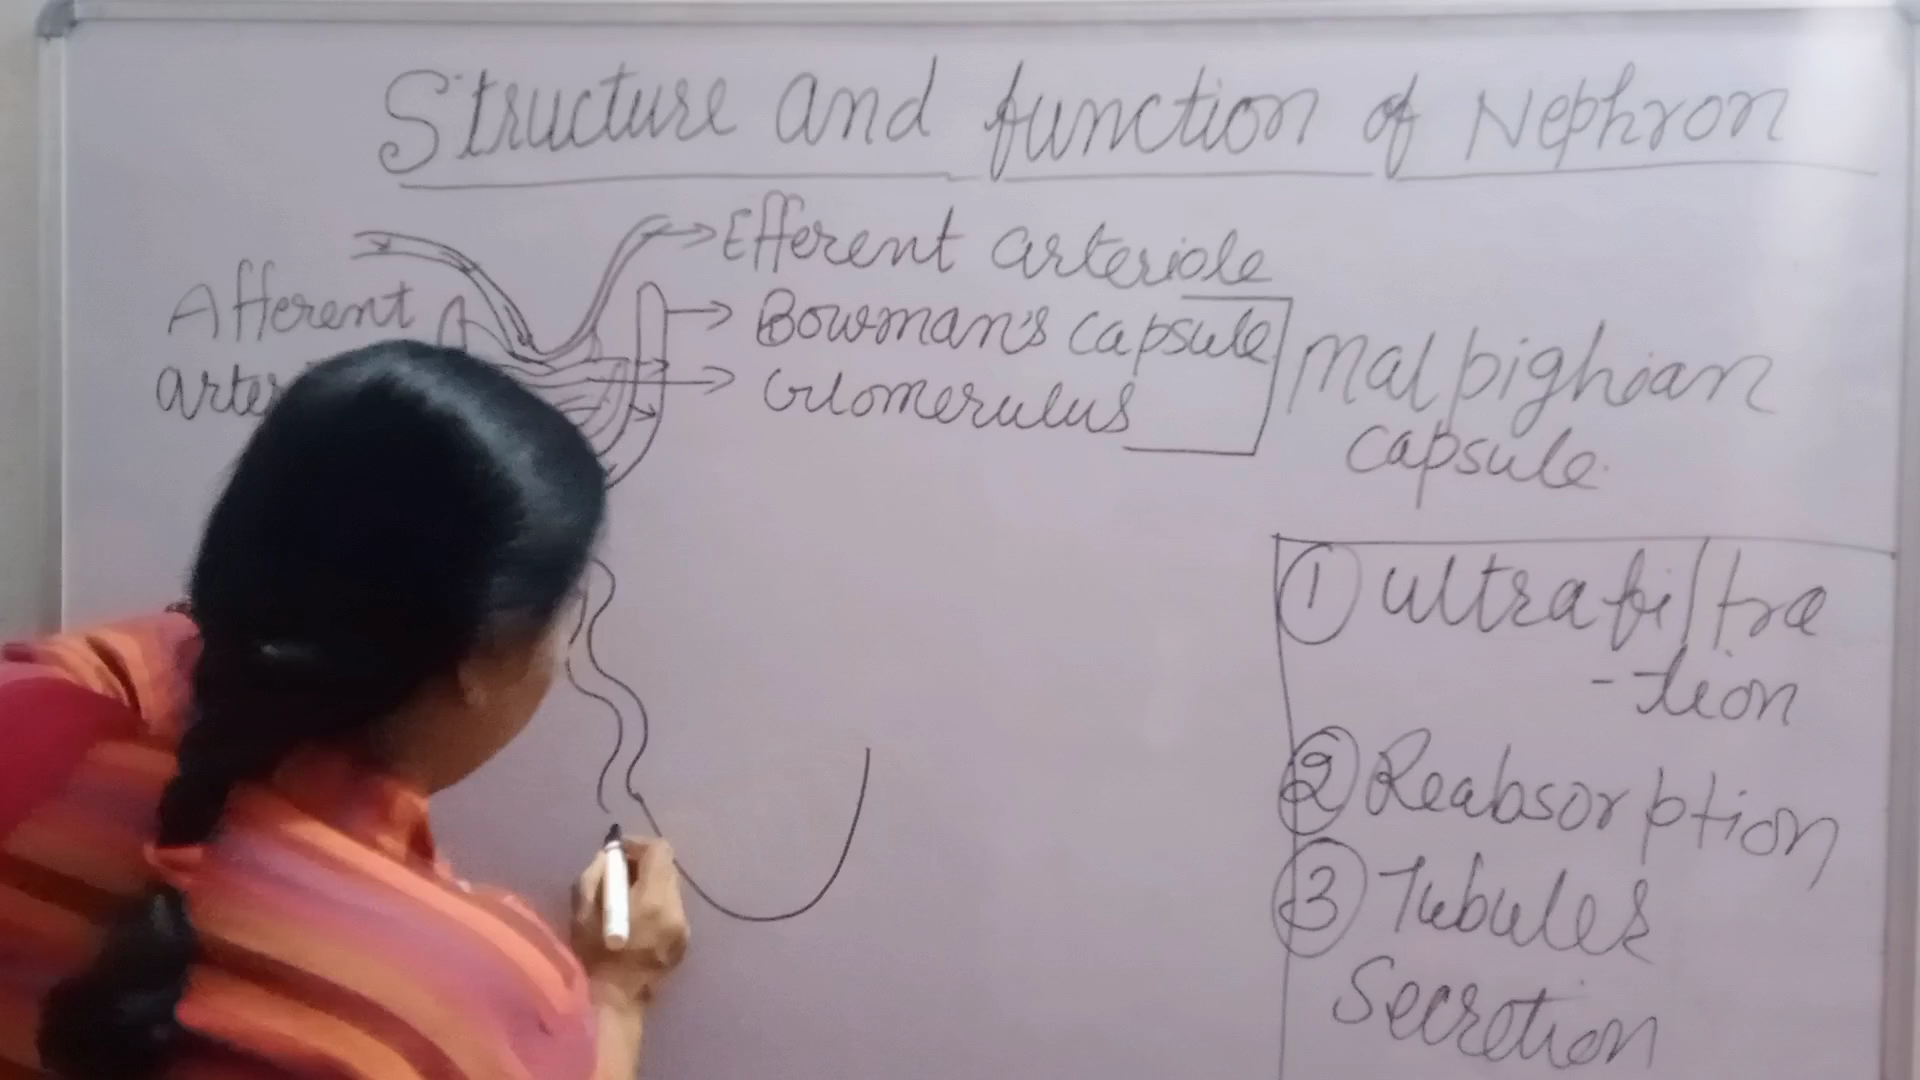 Structure and function of Nephron
Efferent arteriole
Afferent
Bowman's capsule
Glomerulus
Malpighian
capsule.
① ultrafiltra
-tion
② Reabsorption
③ Tubules
Secretion